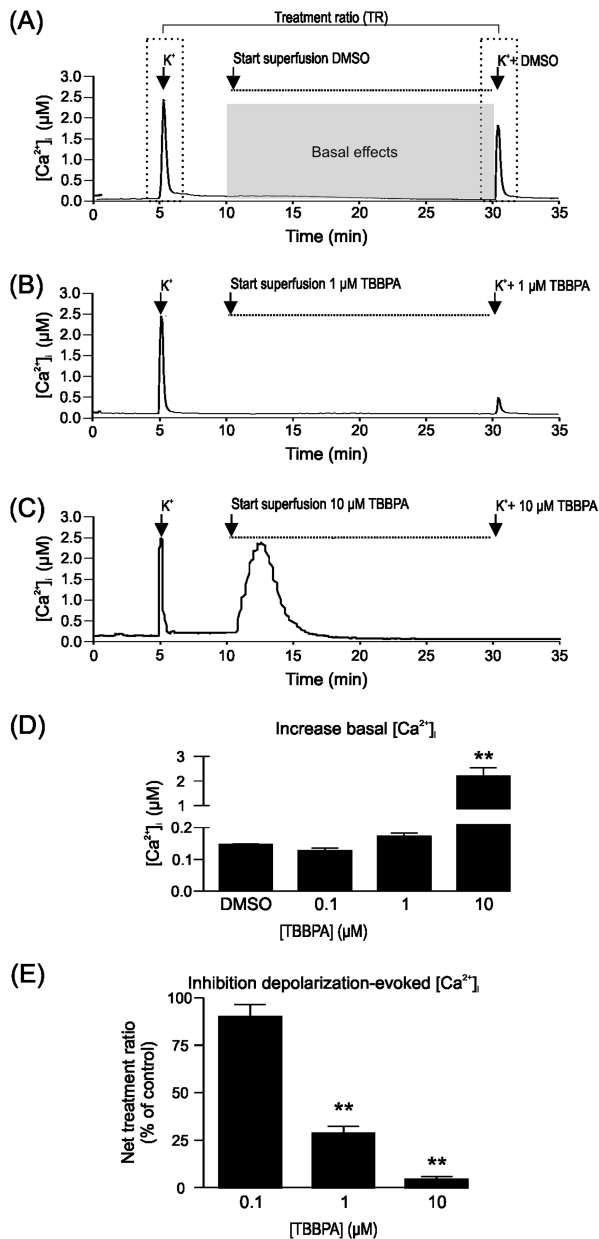 (A)
Treatment ratio (TR)
K⁺ Start superfusion DMSO K⁺+ DMSO
3.0
2.5
2.0
1.5
1.0
0.5
0.0
[Ca²⁺]ᵢ (µM)
Basal effects
0 5 10 15 20 25 30 35
Time (min)
(B)
K⁺ Start superfusion 1 µM TBBPA K⁺+ 1 µM TBBPA
3.0
2.5
2.0
1.5
1.0
0.5
0.0
[Ca²⁺]ᵢ (µM)
0 5 10 15 20 25 30 35
Time (min)
(C)
K⁺ Start superfusion 10 µM TBBPA K⁺+ 10 µM TBBPA
3.0
2.5
2.0
1.5
1.0
0.5
0.0
[Ca²⁺]ᵢ (µM)
0 5 10 15 20 25 30 35
Time (min)
(D)
Increase basal [Ca²⁺]ᵢ
3
2
1
0.2
0.1
0.0
[Ca²⁺]ᵢ (µM)
**
DMSO 0.1 1 10
[TBBPA] (µM)
(E)
Inhibition depolarization-evoked [Ca²⁺]ᵢ
100
75
50
25
0
Net treatment ratio
(% of control)
**
**
0.1 1 10
[TBBPA] (µM)